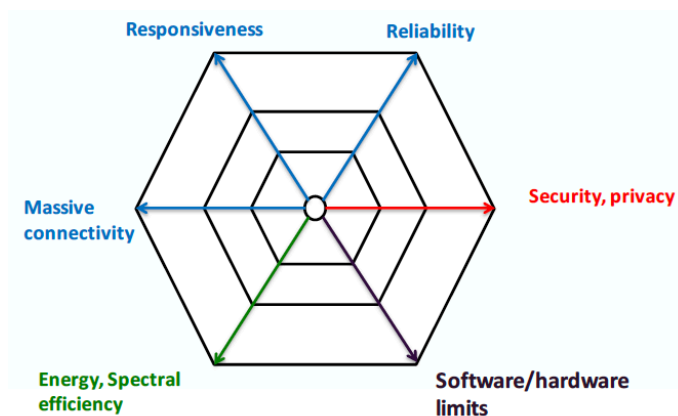 Responsiveness
Reliability
Massive
connectivity
Security, privacy
Energy, Spectral
efficiency
Software/hardware
limits